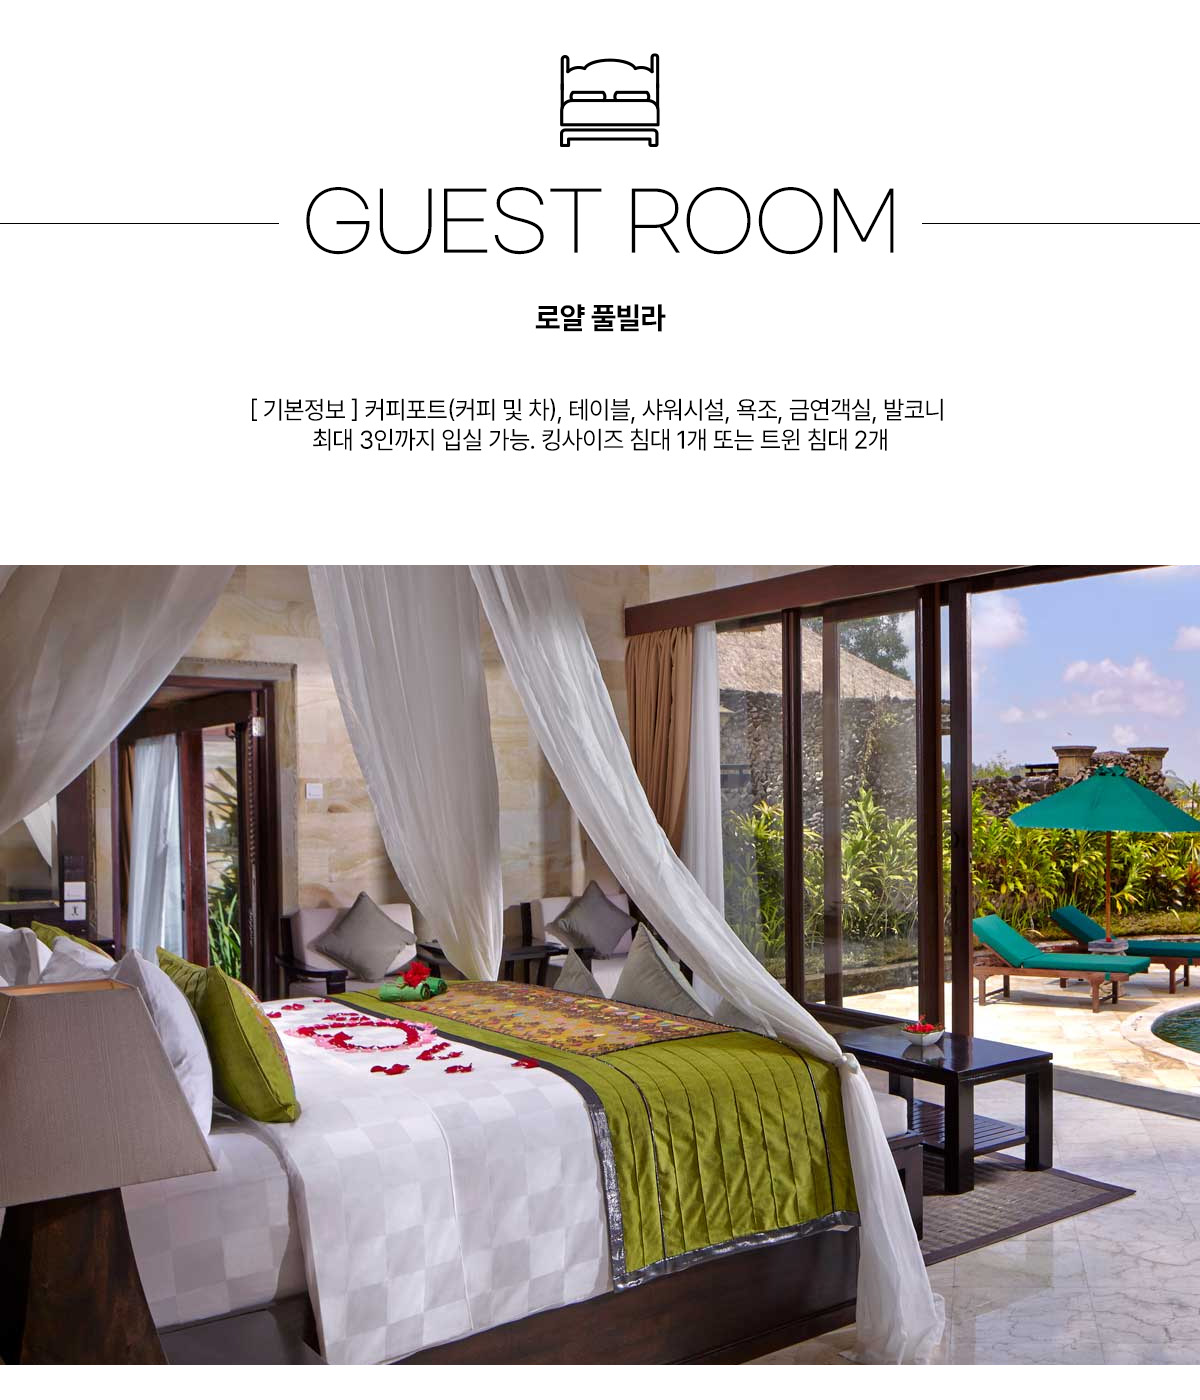 GUEST ROOM
로얄 풀빌라
[ 기본정보 ] 커피포트(커피 및 차), 테이블, 샤워시설, 욕조, 금연객실, 발코니
최대 3인까지 입실 가능. 킹사이즈 침대 1개 또는 트윈 침대 2개